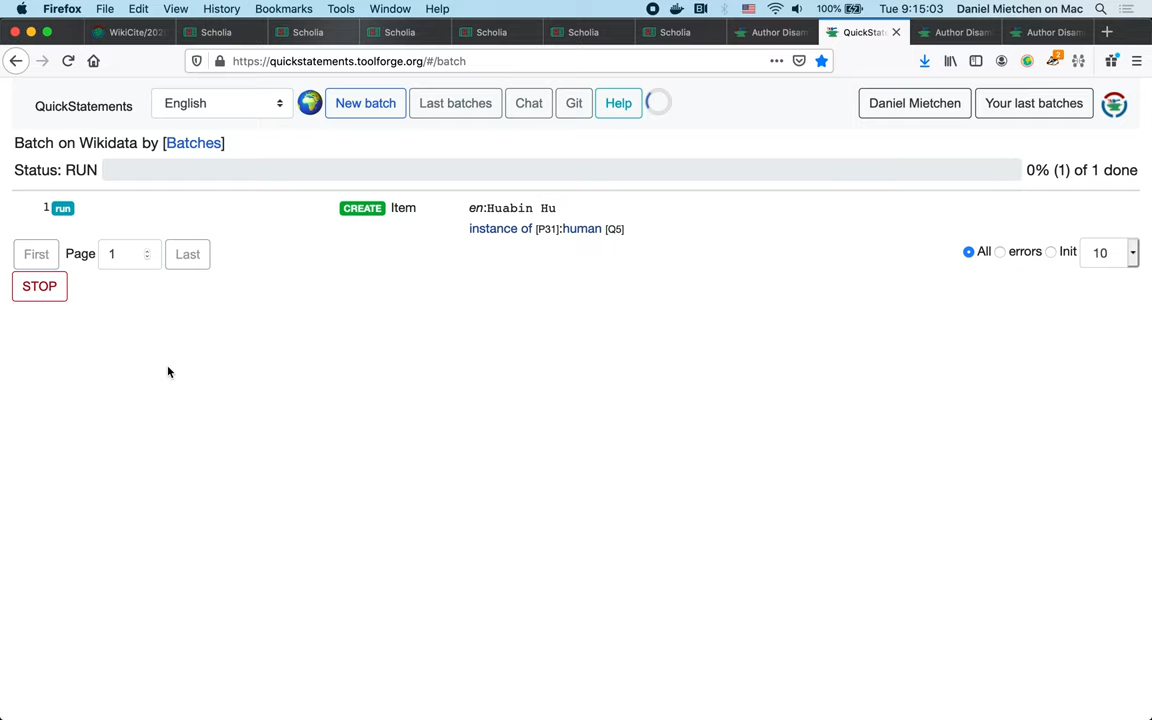 Firefox File Edit View History Bookmarks Tools Window Help 100% Tue 9:15:03 Daniel Mietchen on Mac
WikiCite/202 Scholia Scholia Scholia Scholia Scholia Scholia Author Disam QuickStat Author Disam Author Disam
https://quickstatements.toolforge.org/#/batch 2
QuickStatements English New batch Last batches Chat Git Help Daniel Mietchen Your last batches
Batch on Wikidata by [Batches]
Status: RUN 0% (1) of 1 done
1 run CREATE Item en:Huabin Hu
instance of [P31]:human [Q5]
First Page 1 Last All errors Init 10
STOP